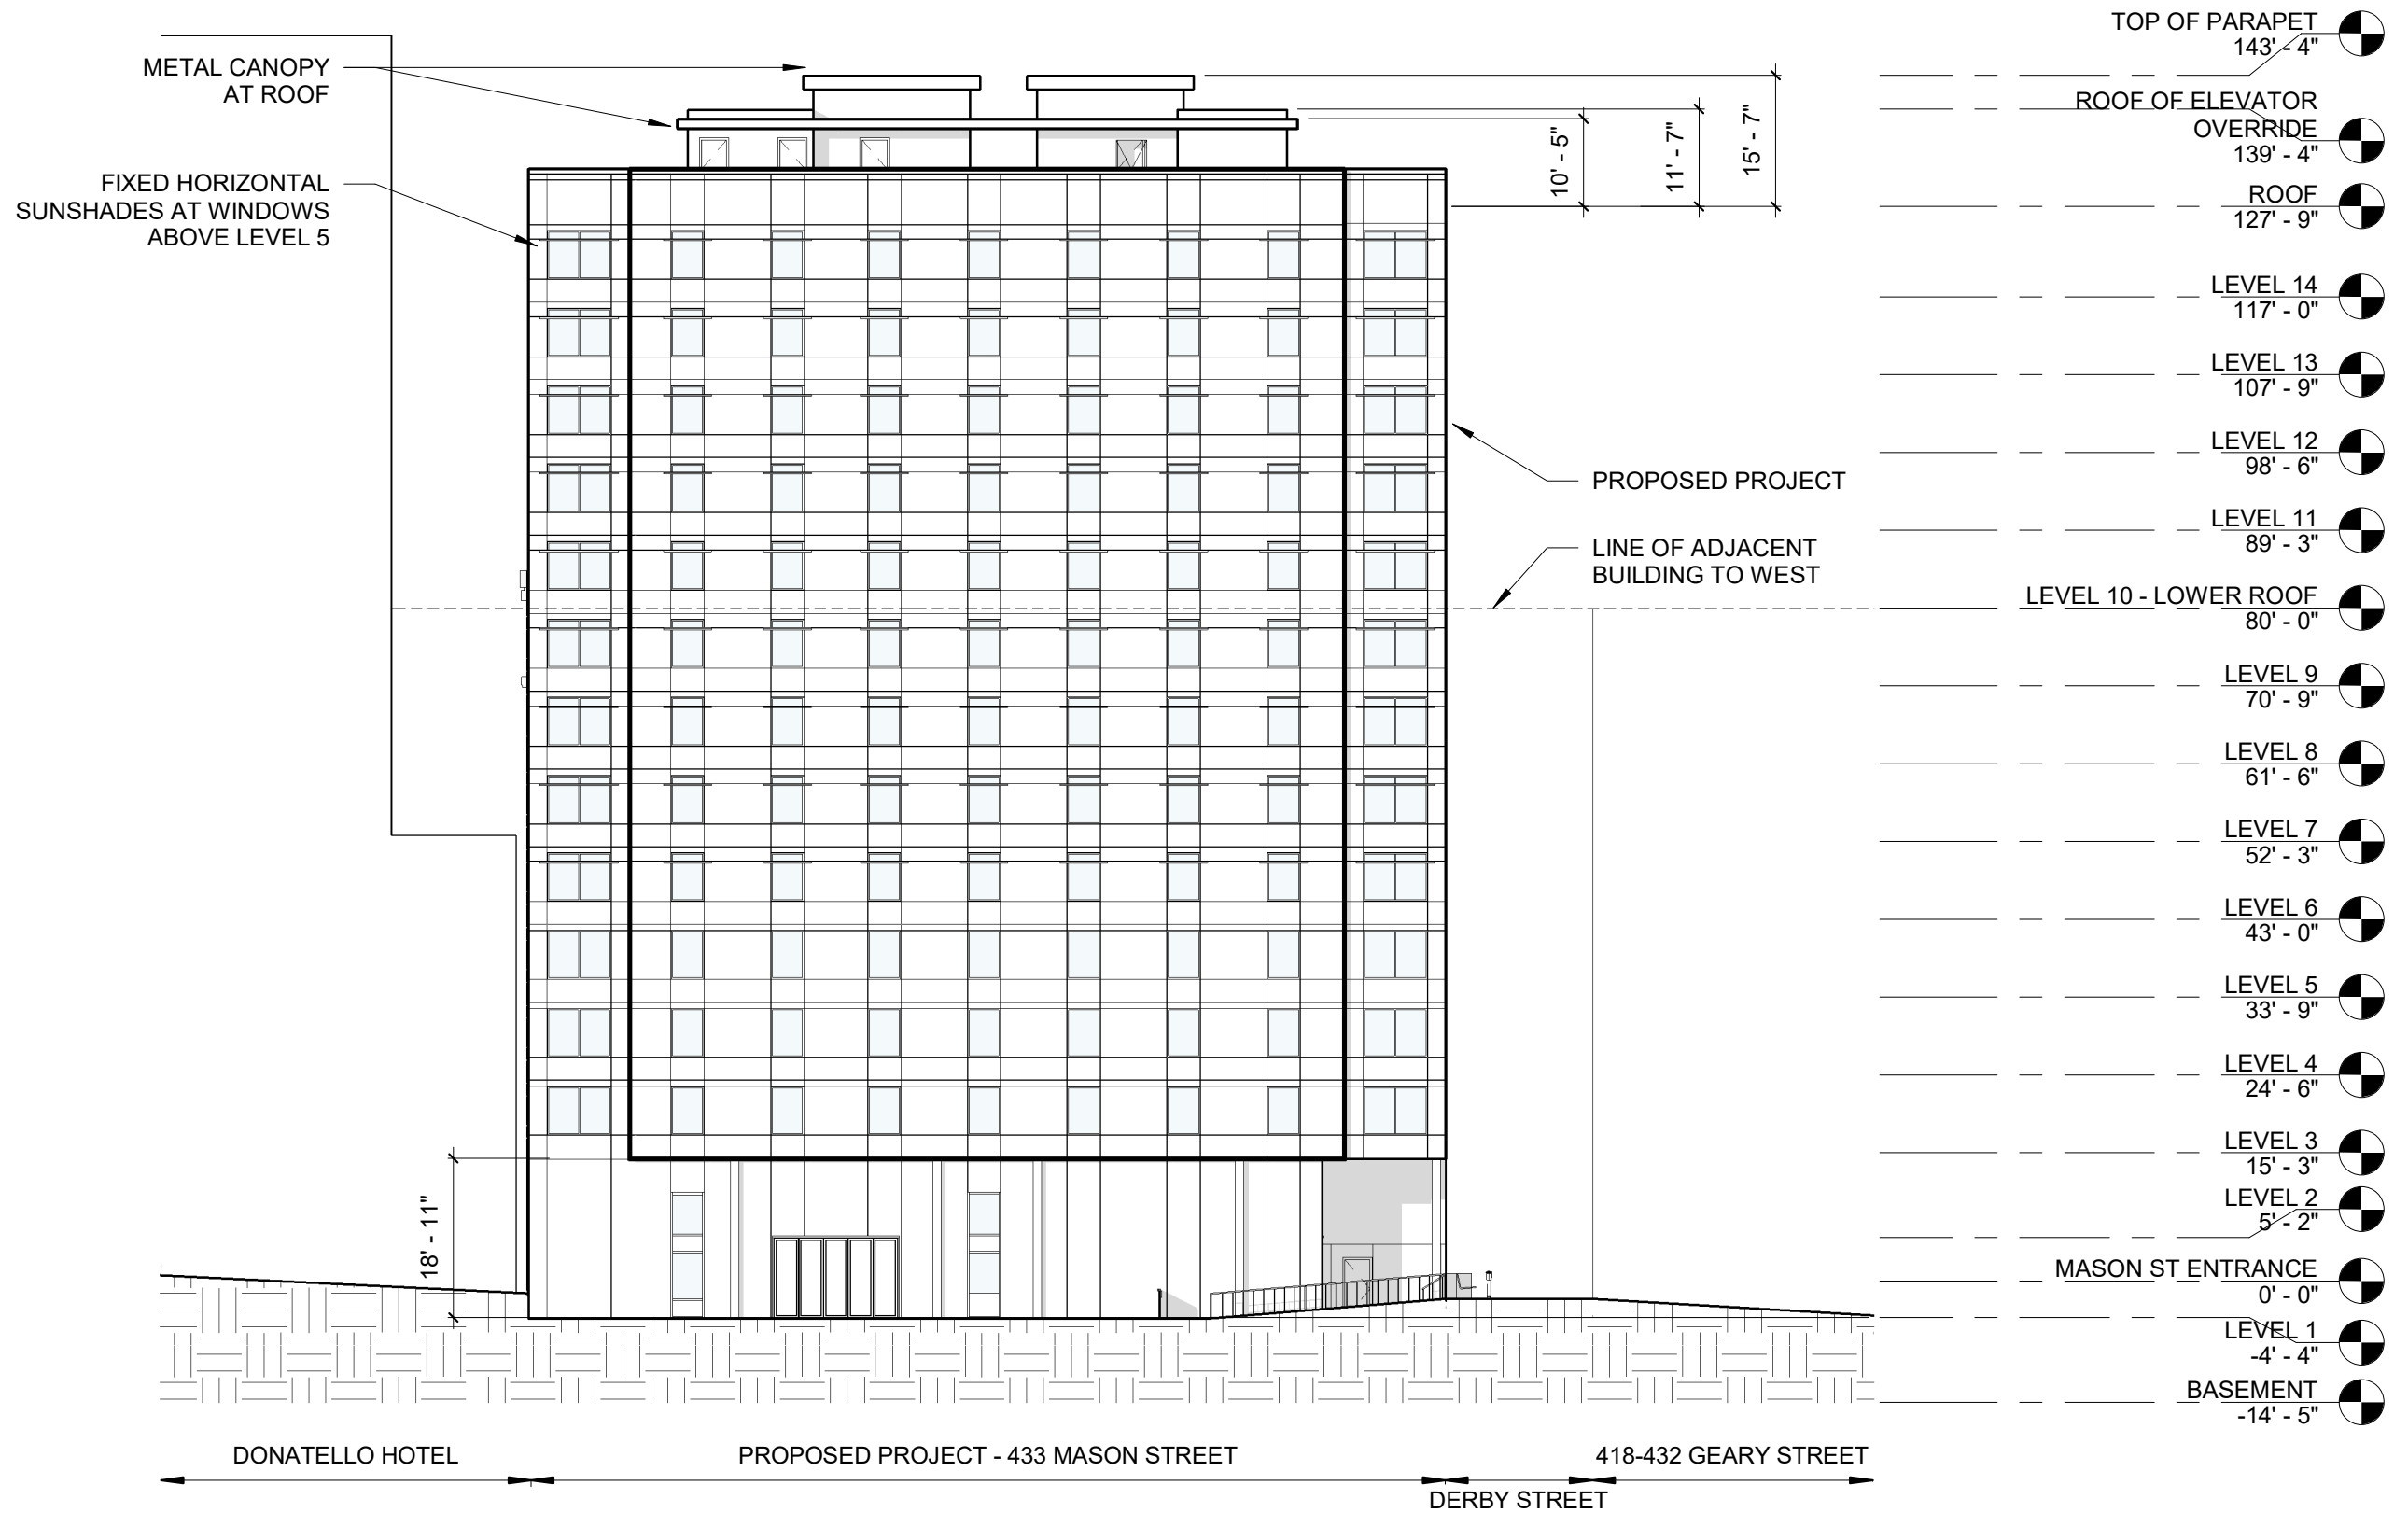 METAL CANOPY
AT ROOF
FIXED HORIZONTAL
SUNSHADES AT WINDOWS
ABOVE LEVEL 5
10' - 5"
11' - 7"
15' - 7"
PROPOSED PROJECT
LINE OF ADJACENT
BUILDING TO WEST
18' - 11"
TOP OF PARAPET
143' - 4"
ROOF OF ELEVATOR
OVERRIDE
139' - 4"
ROOF
127' - 9"
LEVEL 14
117' - 0"
LEVEL 13
107' - 9"
LEVEL 12
98' - 6"
LEVEL 11
89' - 3"
LEVEL 10 - LOWER ROOF
80' - 0"
LEVEL 9
70' - 9"
LEVEL 8
61' - 6"
LEVEL 7
52' - 3"
LEVEL 6
43' - 0"
LEVEL 5
33' - 9"
LEVEL 4
24' - 6"
LEVEL 3
15' - 3"
LEVEL 2
5' - 2"
MASON ST ENTRANCE
0' - 0"
LEVEL 1
-4' - 4"
BASEMENT
-14' - 5"
DONATELLO HOTEL
PROPOSED PROJECT - 433 MASON STREET
418-432 GEARY STREET
DERBY STREET